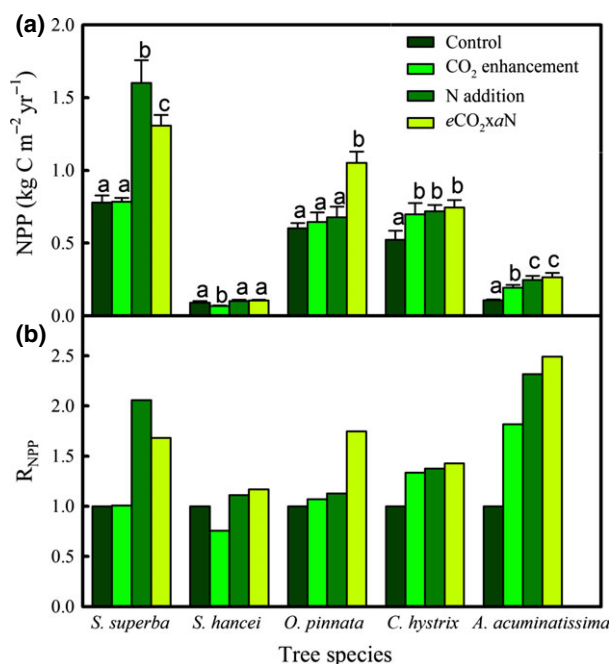 (a)
NPP (kg C m⁻² yr⁻¹)
2.0
1.5
1.0
0.5
0.0
Control
CO₂ enhancement
N addition
eCO₂xaN
a a b c
a b a a
a a a b
a b b b
a b c c
(b)
R_NPP
2.5
2.0
1.5
1.0
0.5
0.0
S. superba S. hancei O. pinnata C. hystrix A. acuminatissima
Tree species